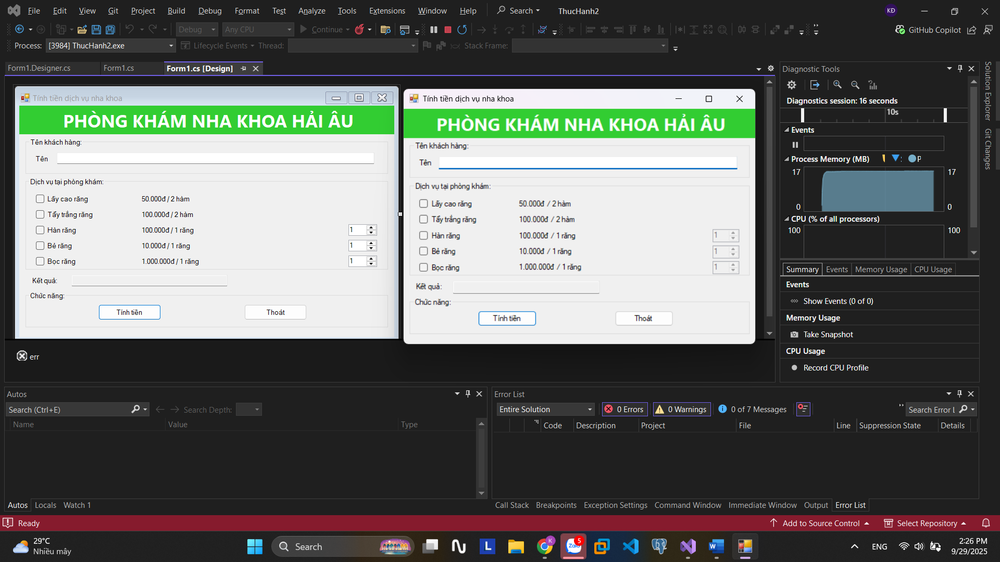 File Edit View Git Project Build Debug Format Test Analyze Tools Extensions Window Help Search ThucHanh2 KD
Debug Any CPU Continue GitHub Copilot
Process: [3984] ThucHanh2.exe Lifecycle Events Thread: Stack Frame:
Form1.Designer.cs Form1.cs Form1.cs [Design]
Tính tiền dịch vụ nha khoa
PHÒNG KHÁM NHA KHOA HẢI ÂU
Tên khách hàng:
Tên
Dịch vụ tại phòng khám:
Lấy cao răng 50.000đ / 2 hàm
Tẩy trắng răng 100.000đ / 2 hàm
Hàn răng 100.000đ / 1 răng 1
Bẻ răng 10.000đ / 1 răng 1
Bọc răng 1.000.000đ / 1 răng 1
Kết quả:
Chức năng:
Tính tiền Thoát
err
Tính tiền dịch vụ nha khoa
PHÒNG KHÁM NHA KHOA HẢI ÂU
Tên khách hàng:
Tên
Dịch vụ tại phòng khám:
Lấy cao răng 50.000đ / 2 hàm
Tẩy trắng răng 100.000đ / 2 hàm
Hàn răng 100.000đ / 1 răng 1
Bẻ răng 10.000đ / 1 răng 1
Bọc răng 1.000.000đ / 1 răng 1
Kết quả:
Chức năng:
Tính tiền Thoát
Diagnostic Tools
Diagnostics session: 16 seconds
10s
Events
Process Memory (MB) P
17 17
0 0
CPU (% of all processors)
100 100
Summary Events Memory Usage CPU Usage
Events
Show Events (0 of 0)
Memory Usage
Take Snapshot
CPU Usage
Record CPU Profile
Solution Explorer
Git Changes
Autos
Search (Ctrl+E) Search Depth:
Name Value Type
Autos Locals Watch 1
Error List
Entire Solution 0 Errors 0 Warnings 0 of 7 Messages Search Error L
Code Description Project File Line Suppression State Details
Call Stack Breakpoints Exception Settings Command Window Immediate Window Output Error List
Ready Add to Source Control Select Repository
29°C
Nhiều mây
Search
L
K
Zalo
5
ENG
2:26 PM
9/29/2025